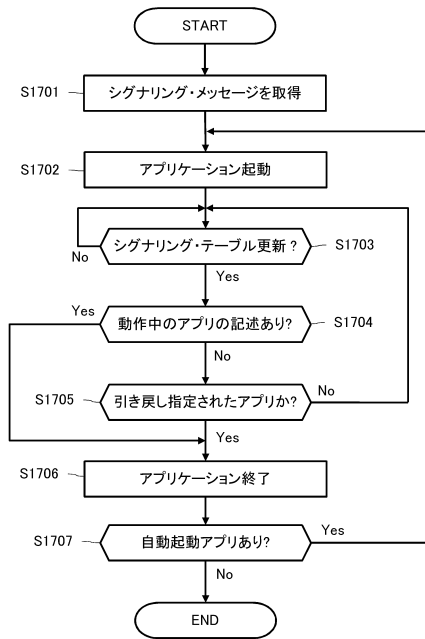 START
S1701
シグナリング・メッセージを取得
S1702
アプリケーション起動
シグナリング・テーブル更新?
S1703
No
Yes
Yes
動作中のアプリの記述あり?
S1704
No
S1705
引き戻し指定されたアプリか?
No
Yes
S1706
アプリケーション終了
S1707
自動起動アプリあり?
Yes
No
END